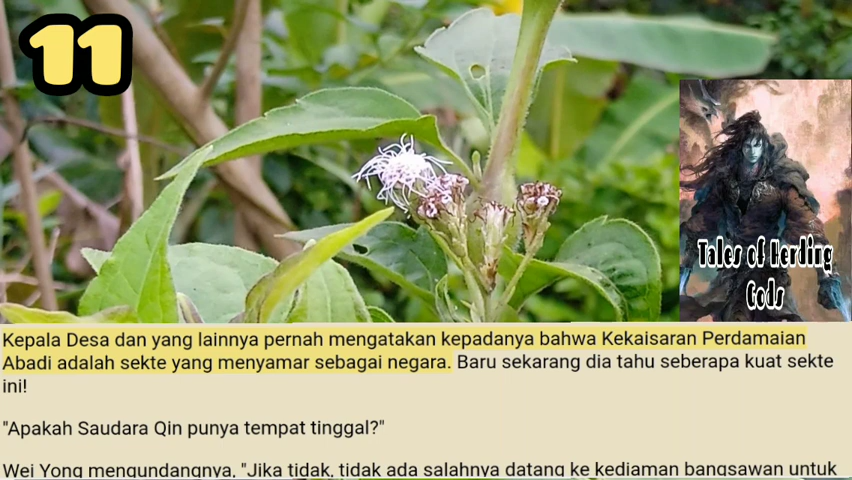 11
Tales of Herding
Gods
Kepala Desa dan yang lainnya pernah mengatakan kepadanya bahwa Kekaisaran Perdamaian
Abadi adalah sekte yang menyamar sebagai negara. Baru sekarang dia tahu seberapa kuat sekte
ini!
"Apakah Saudara Qin punya tempat tinggal?"
Wei Yong mengundangnya, "Jika tidak, tidak ada salahnya datang ke kediaman bangsawan untuk